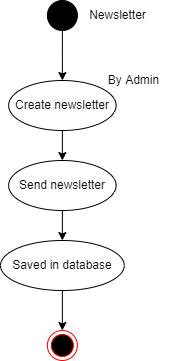 Newsletter
By Admin
Create newsletter
Send newsletter
Saved in database